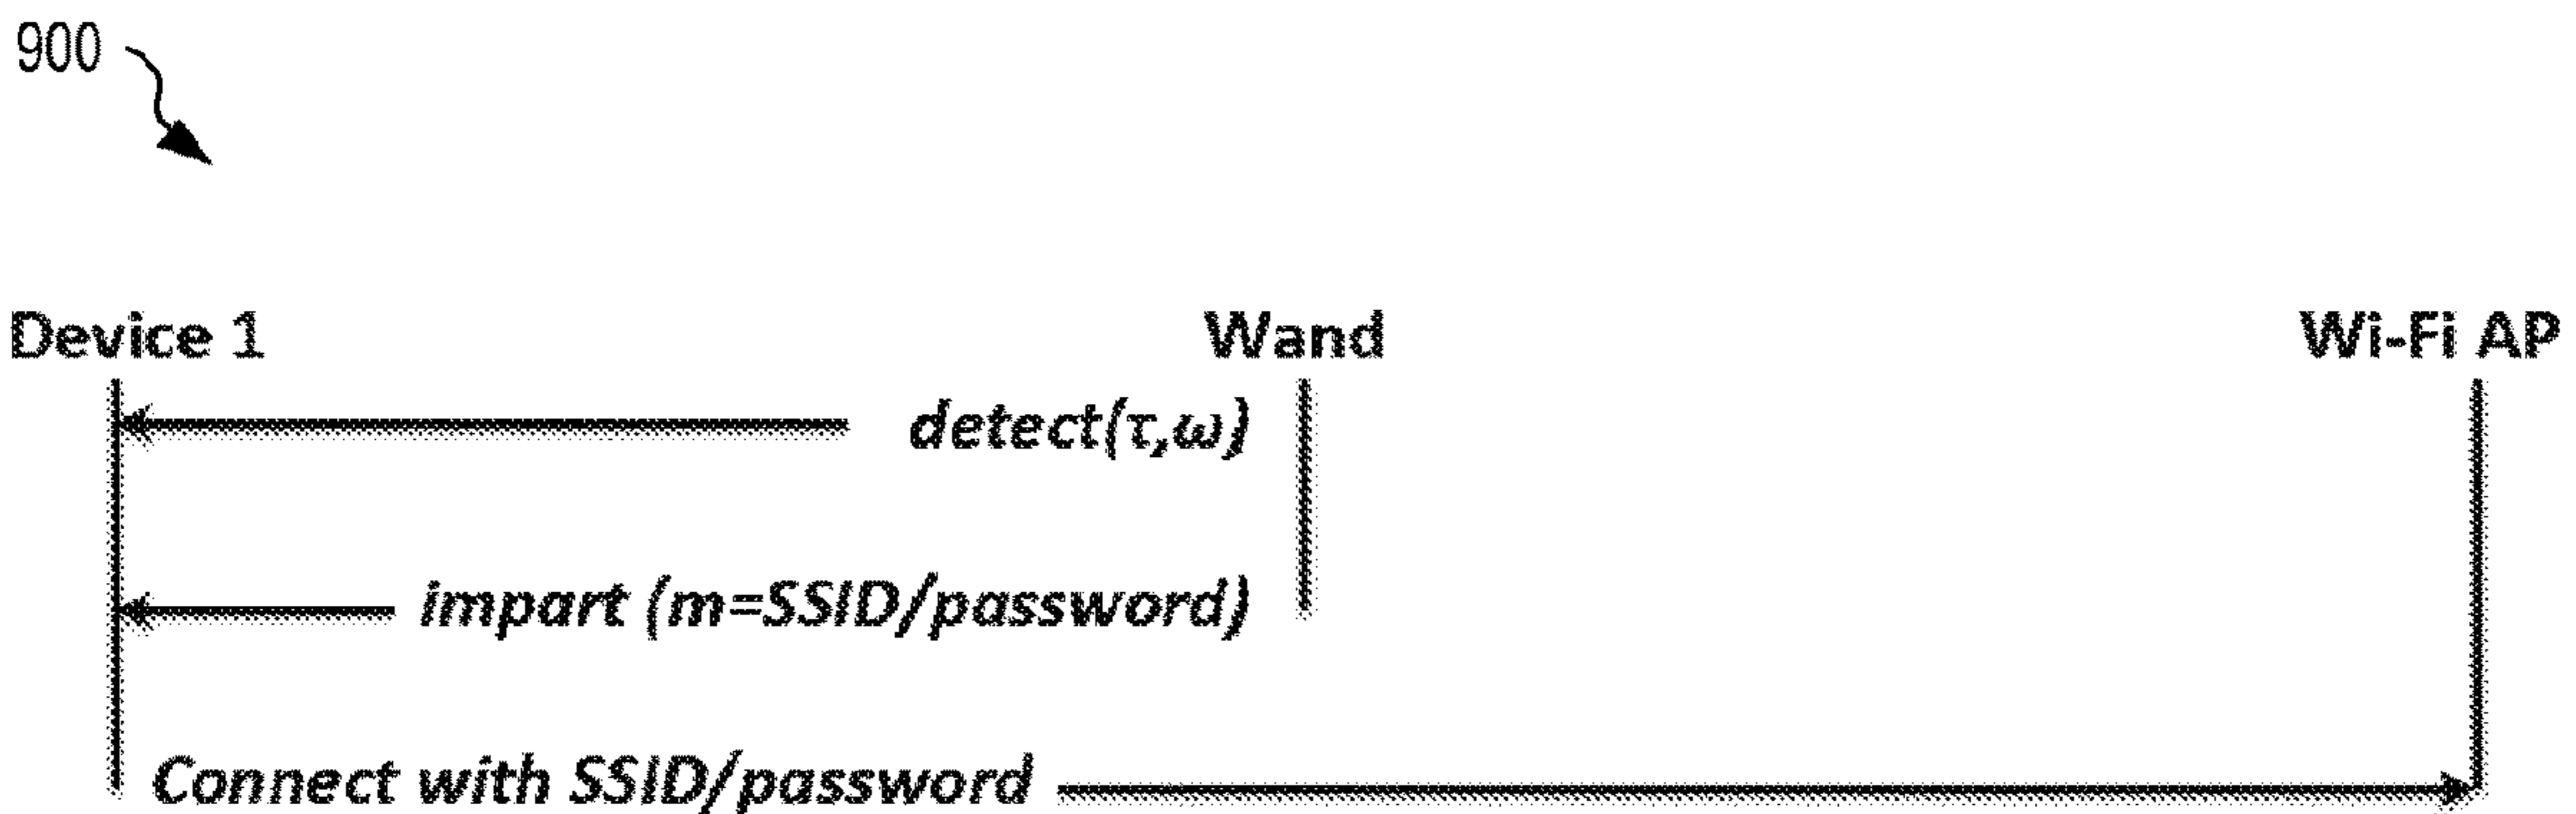 900
Device 1 Wand Wi-Fi AP
detect(τ,ω)
impart (m=SSID/password)
Connect with SSID/password